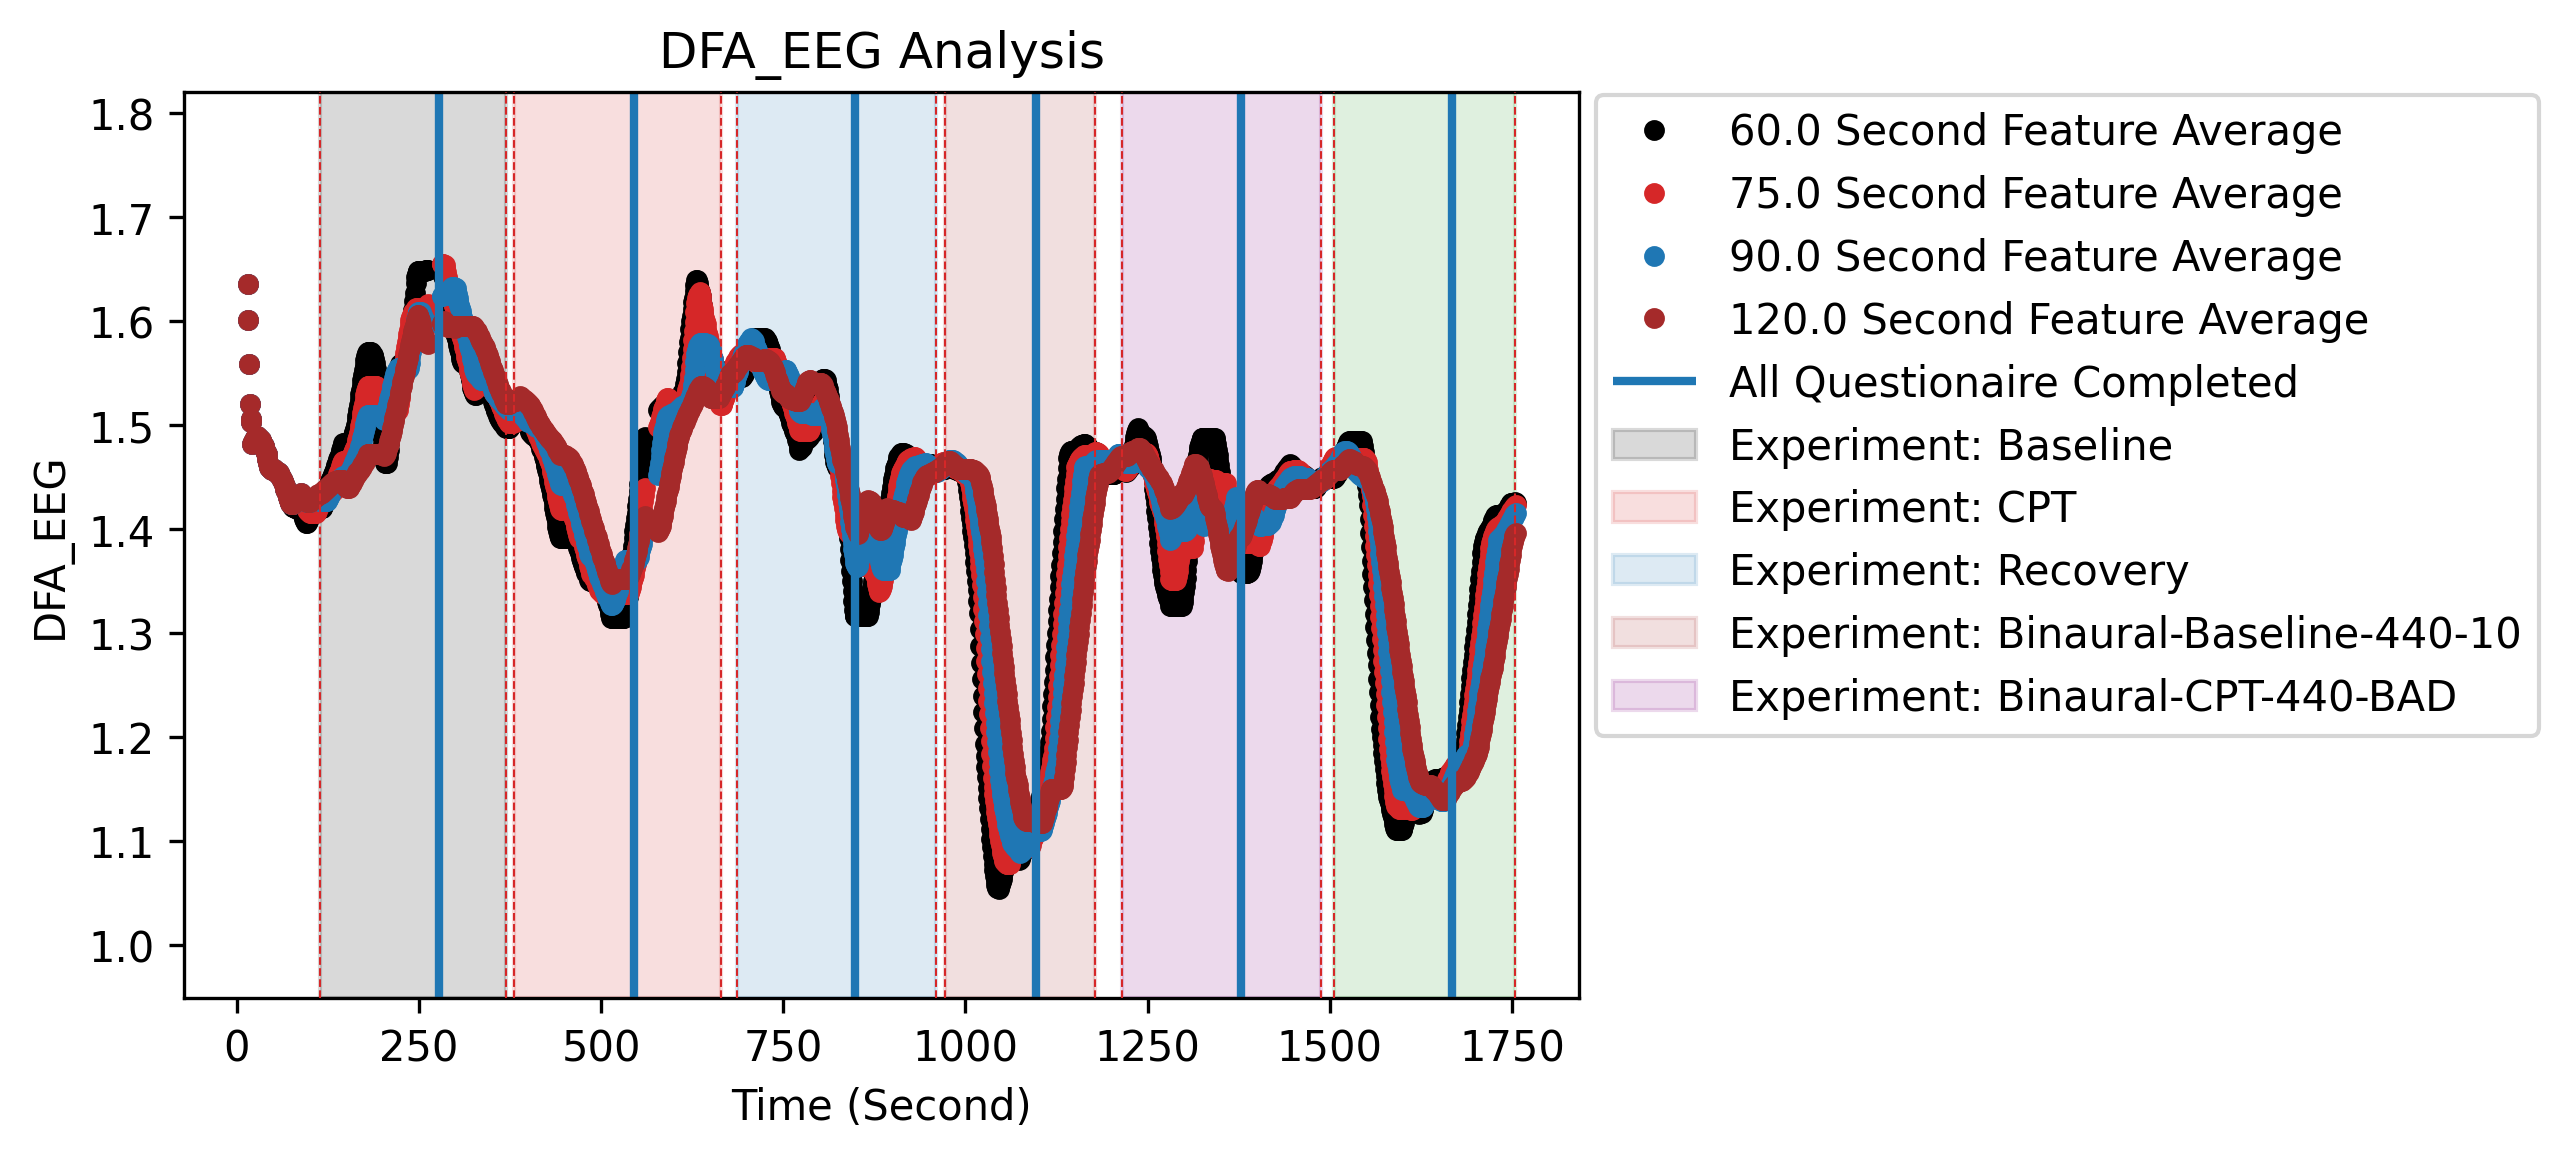 DFA_EEG Analysis
DFA_EEG
1.8
1.7
1.6
1.5
1.4
1.3
1.2
1.1
1.0
0 250 500 750 1000 1250 1500 1750
Time (Second)
60.0 Second Feature Average
75.0 Second Feature Average
90.0 Second Feature Average
120.0 Second Feature Average
All Questionaire Completed
Experiment: Baseline
Experiment: CPT
Experiment: Recovery
Experiment: Binaural-Baseline-440-10
Experiment: Binaural-CPT-440-BAD